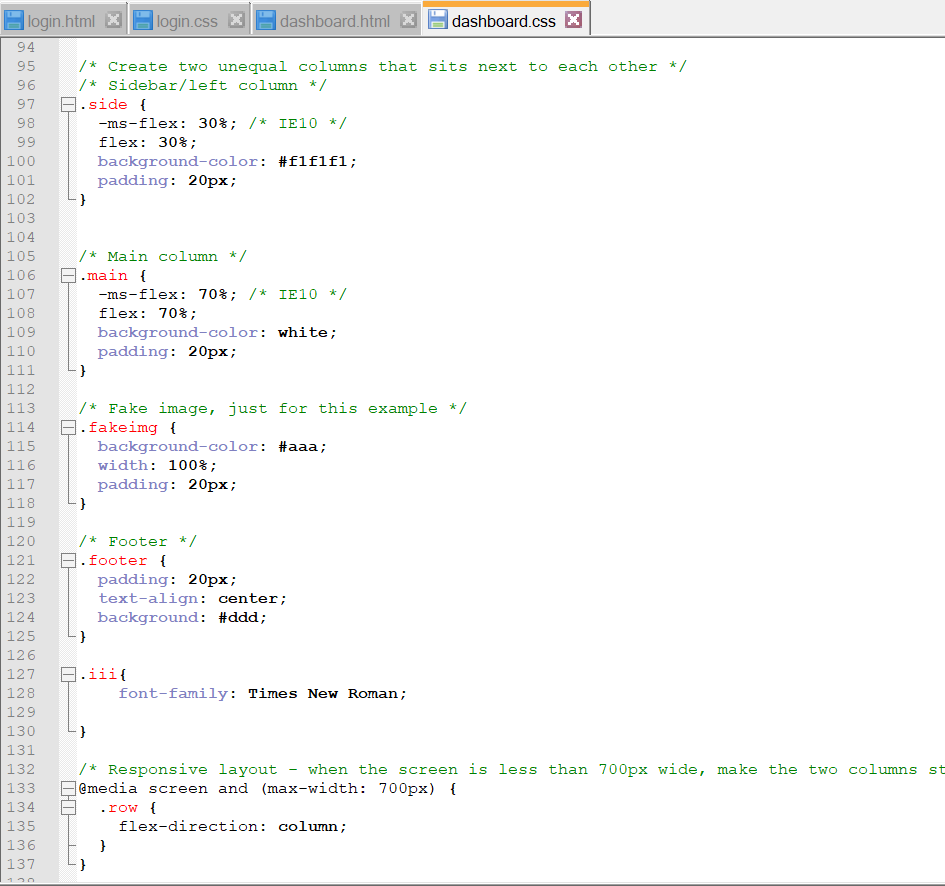 login.html login.css dashboard.html dashboard.css
94
95 /* Create two unequal columns that sits next to each other */
96 /* Sidebar/left column */
97 .side {
98 -ms-flex: 30%; /* IE10 */
99 flex: 30%;
100 background-color: #f1f1f1;
101 padding: 20px;
102 }
103
104
105 /* Main column */
106 .main {
107 -ms-flex: 70%; /* IE10 */
108 flex: 70%;
109 background-color: white;
110 padding: 20px;
111 }
112
113 /* Fake image, just for this example */
114 .fakeimg {
115 background-color: #aaa;
116 width: 100%;
117 padding: 20px;
118 }
119
120 /* Footer */
121 .footer {
122 padding: 20px;
123 text-align: center;
124 background: #ddd;
125 }
126
127 .iii{
128 font-family: Times New Roman;
129
130 }
131
132 /* Responsive layout - when the screen is less than 700px wide, make the two columns st
133 @media screen and (max-width: 700px) {
134 .row {
135 flex-direction: column;
136 }
137 }